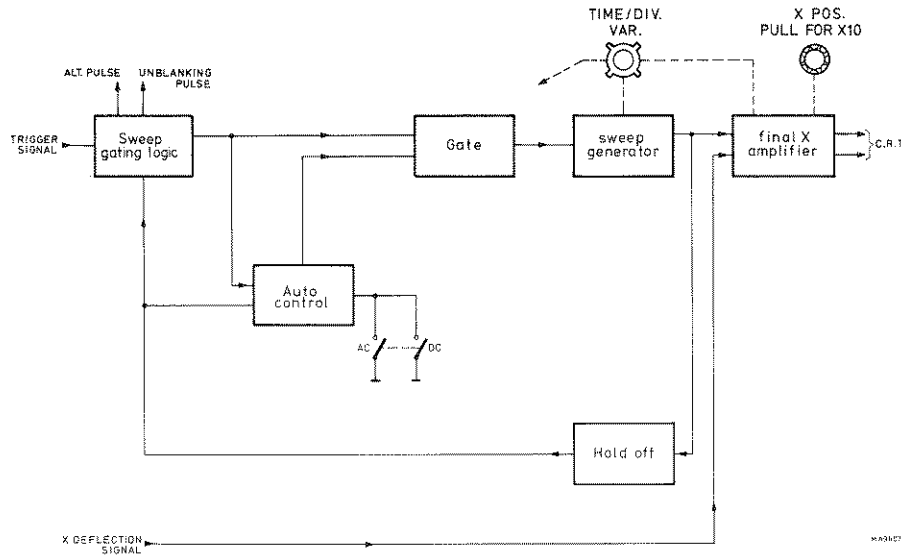 TIME/DIV.
VAR.
X POS.
PULL FOR X10
ALT. PULSE
UNBLANKING
PULSE
TRIGGER
SIGNAL
Sweep
gating logic
Gate
sweep
generator
final X
amplifier
C.R.T
Auto
control
AC
DC
Hold off
X DEFLECTION
SIGNAL